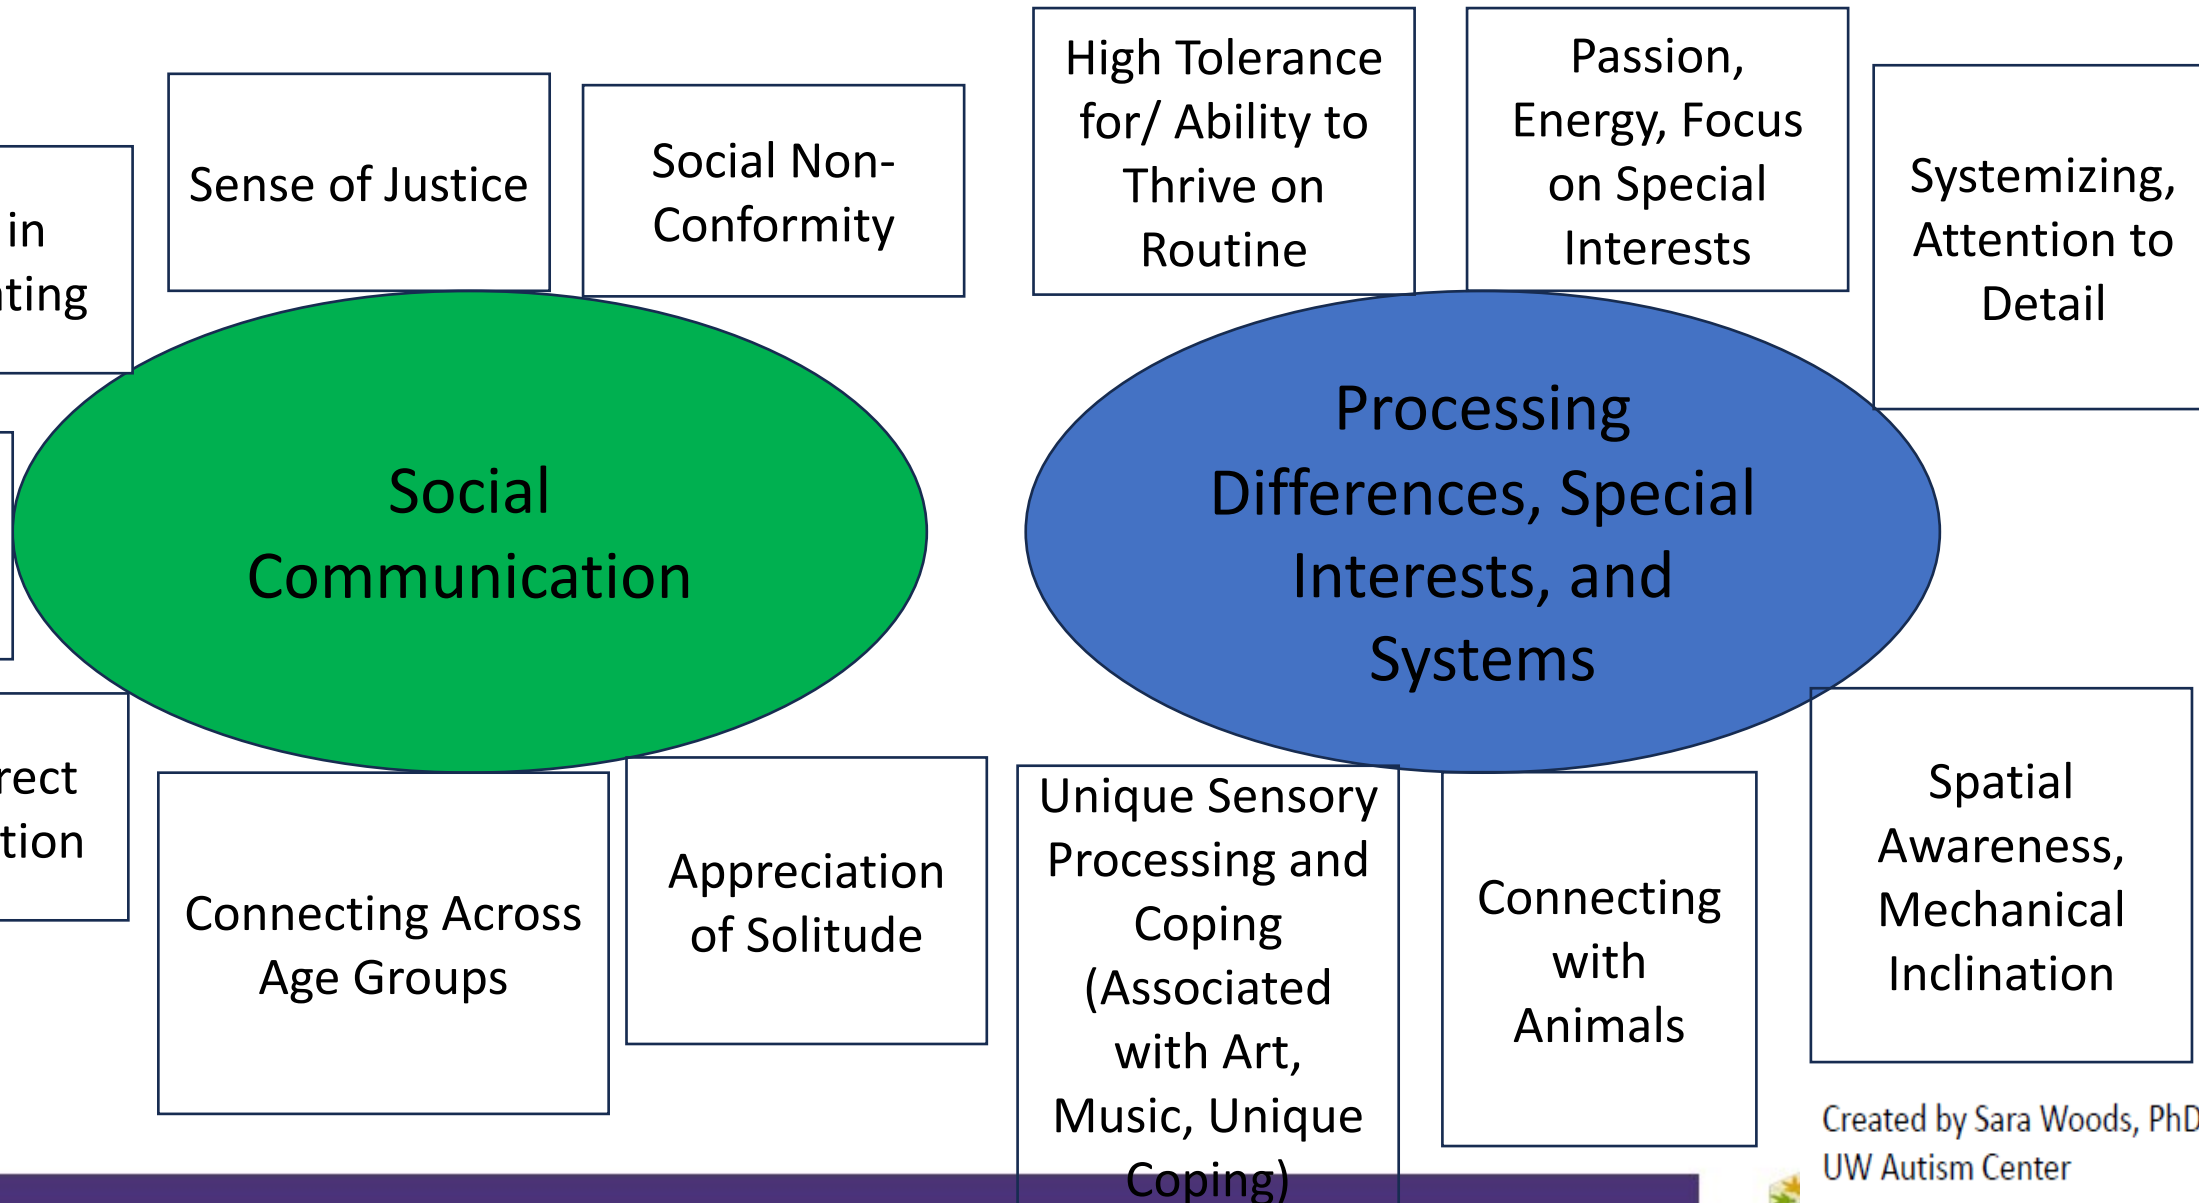 Sense of Justice
Social Non-
Conformity
High Tolerance
for/ Ability to
Thrive on
Routine
Passion,
Energy, Focus
on Special
Interests
Systemizing,
Attention to
Detail
in
Social
Communication
Processing
Differences, Special
Interests, and
Systems
Connecting Across
Age Groups
Appreciation
of Solitude
Unique Sensory
Processing and
Coping
(Associated
with Art,
Music, Unique
Coping)
Connecting
with
Animals
Spatial
Awareness,
Mechanical
Inclination
Created by Sara Woods, PhD
UW Autism Center